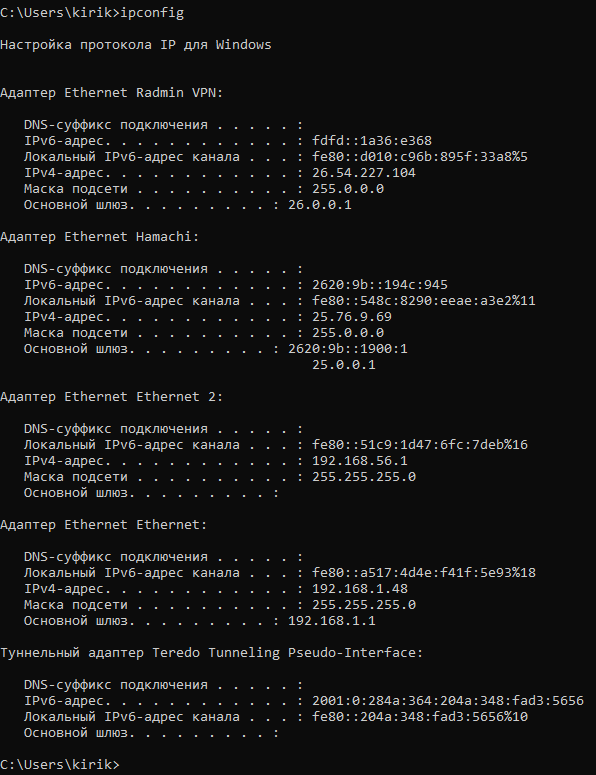 C:\Users\kirik>ipconfig
Настройка протокола IP для Windows
Адаптер Ethernet Radmin VPN:
DNS-суффикс подключения . . . . . :
IPv6-адрес. . . . . . . . . . . . : fdfd::1a36:e368
Локальный IPv6-адрес канала . . . : fe80::d010:c96b:895f:33a8%5
IPv4-адрес. . . . . . . . . . . . : 26.54.227.104
Маска подсети . . . . . . . . . . : 255.0.0.0
Основной шлюз. . . . . . . . . : 26.0.0.1
Адаптер Ethernet Hamachi:
DNS-суффикс подключения . . . . . :
IPv6-адрес. . . . . . . . . . . . : 2620:9b::194c:945
Локальный IPv6-адрес канала . . . : fe80::548c:8290:eeae:a3e2%11
IPv4-адрес. . . . . . . . . . . . : 25.76.9.69
Маска подсети . . . . . . . . . . : 255.0.0.0
Основной шлюз. . . . . . . . . : 2620:9b::1900:1
25.0.0.1
Адаптер Ethernet Ethernet 2:
DNS-суффикс подключения . . . . . :
Локальный IPv6-адрес канала . . . : fe80::51c9:1d47:6fc:7deb%16
IPv4-адрес. . . . . . . . . . . . : 192.168.56.1
Маска подсети . . . . . . . . . . : 255.255.255.0
Основной шлюз. . . . . . . . . :
Адаптер Ethernet Ethernet:
DNS-суффикс подключения . . . . . :
Локальный IPv6-адрес канала . . . : fe80::a517:4d4e:f41f:5e93%18
IPv4-адрес. . . . . . . . . . . . : 192.168.1.48
Маска подсети . . . . . . . . . . : 255.255.255.0
Основной шлюз. . . . . . . . . : 192.168.1.1
Туннельный адаптер Teredo Tunneling Pseudo-Interface:
DNS-суффикс подключения . . . . . :
IPv6-адрес. . . . . . . . . . . . : 2001:0:284a:364:204a:348:fad3:5656
Локальный IPv6-адрес канала . . . : fe80::204a:348:fad3:5656%10
Основной шлюз. . . . . . . . . :
C:\Users\kirik>